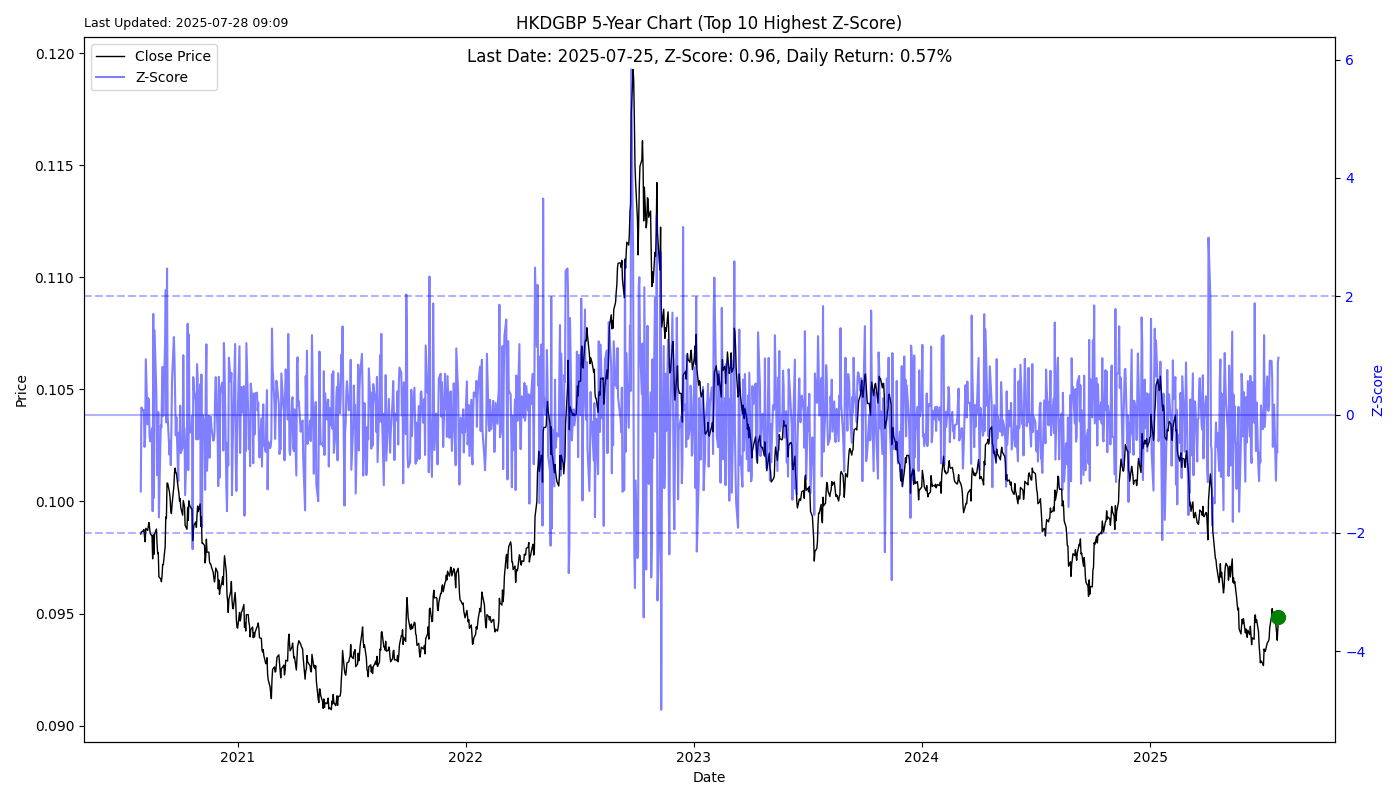 Last Updated: 2025-07-28 09:09
HKDGBP 5-Year Chart (Top 10 Highest Z-Score)
Last Date: 2025-07-25, Z-Score: 0.96, Daily Return: 0.57%
Close Price
Z-Score
0.120
0.115
0.110
0.105
0.100
0.095
0.090
Price
6
4
2
0
−2
−4
Z-Score
2021
2022
2023
2024
2025
Date